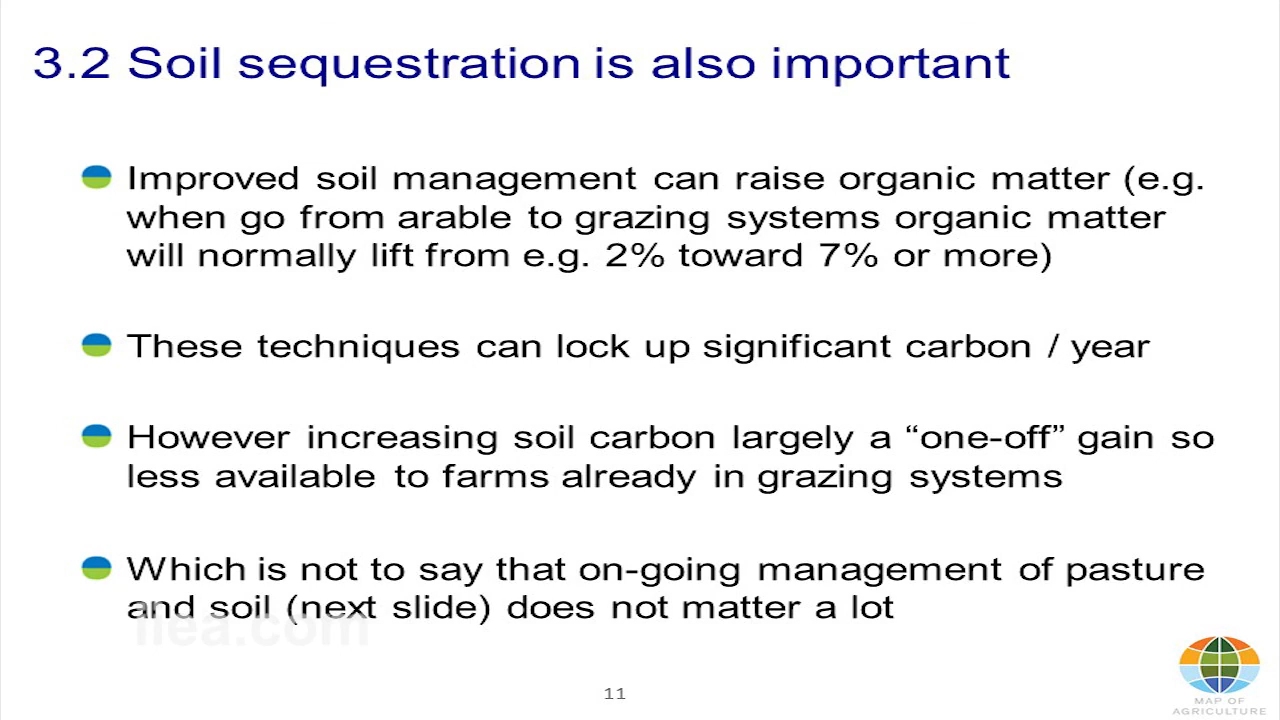 3.2 Soil sequestration is also important
Improved soil management can raise organic matter (e.g.
when go from arable to grazing systems organic matter
will normally lift from e.g. 2% toward 7% or more)
These techniques can lock up significant carbon / year
However increasing soil carbon largely a “one-off” gain so
less available to farms already in grazing systems
Which is not to say that on-going management of pasture
and soil (next slide) does not matter a lot
11
MAP OF
AGRICULTURE